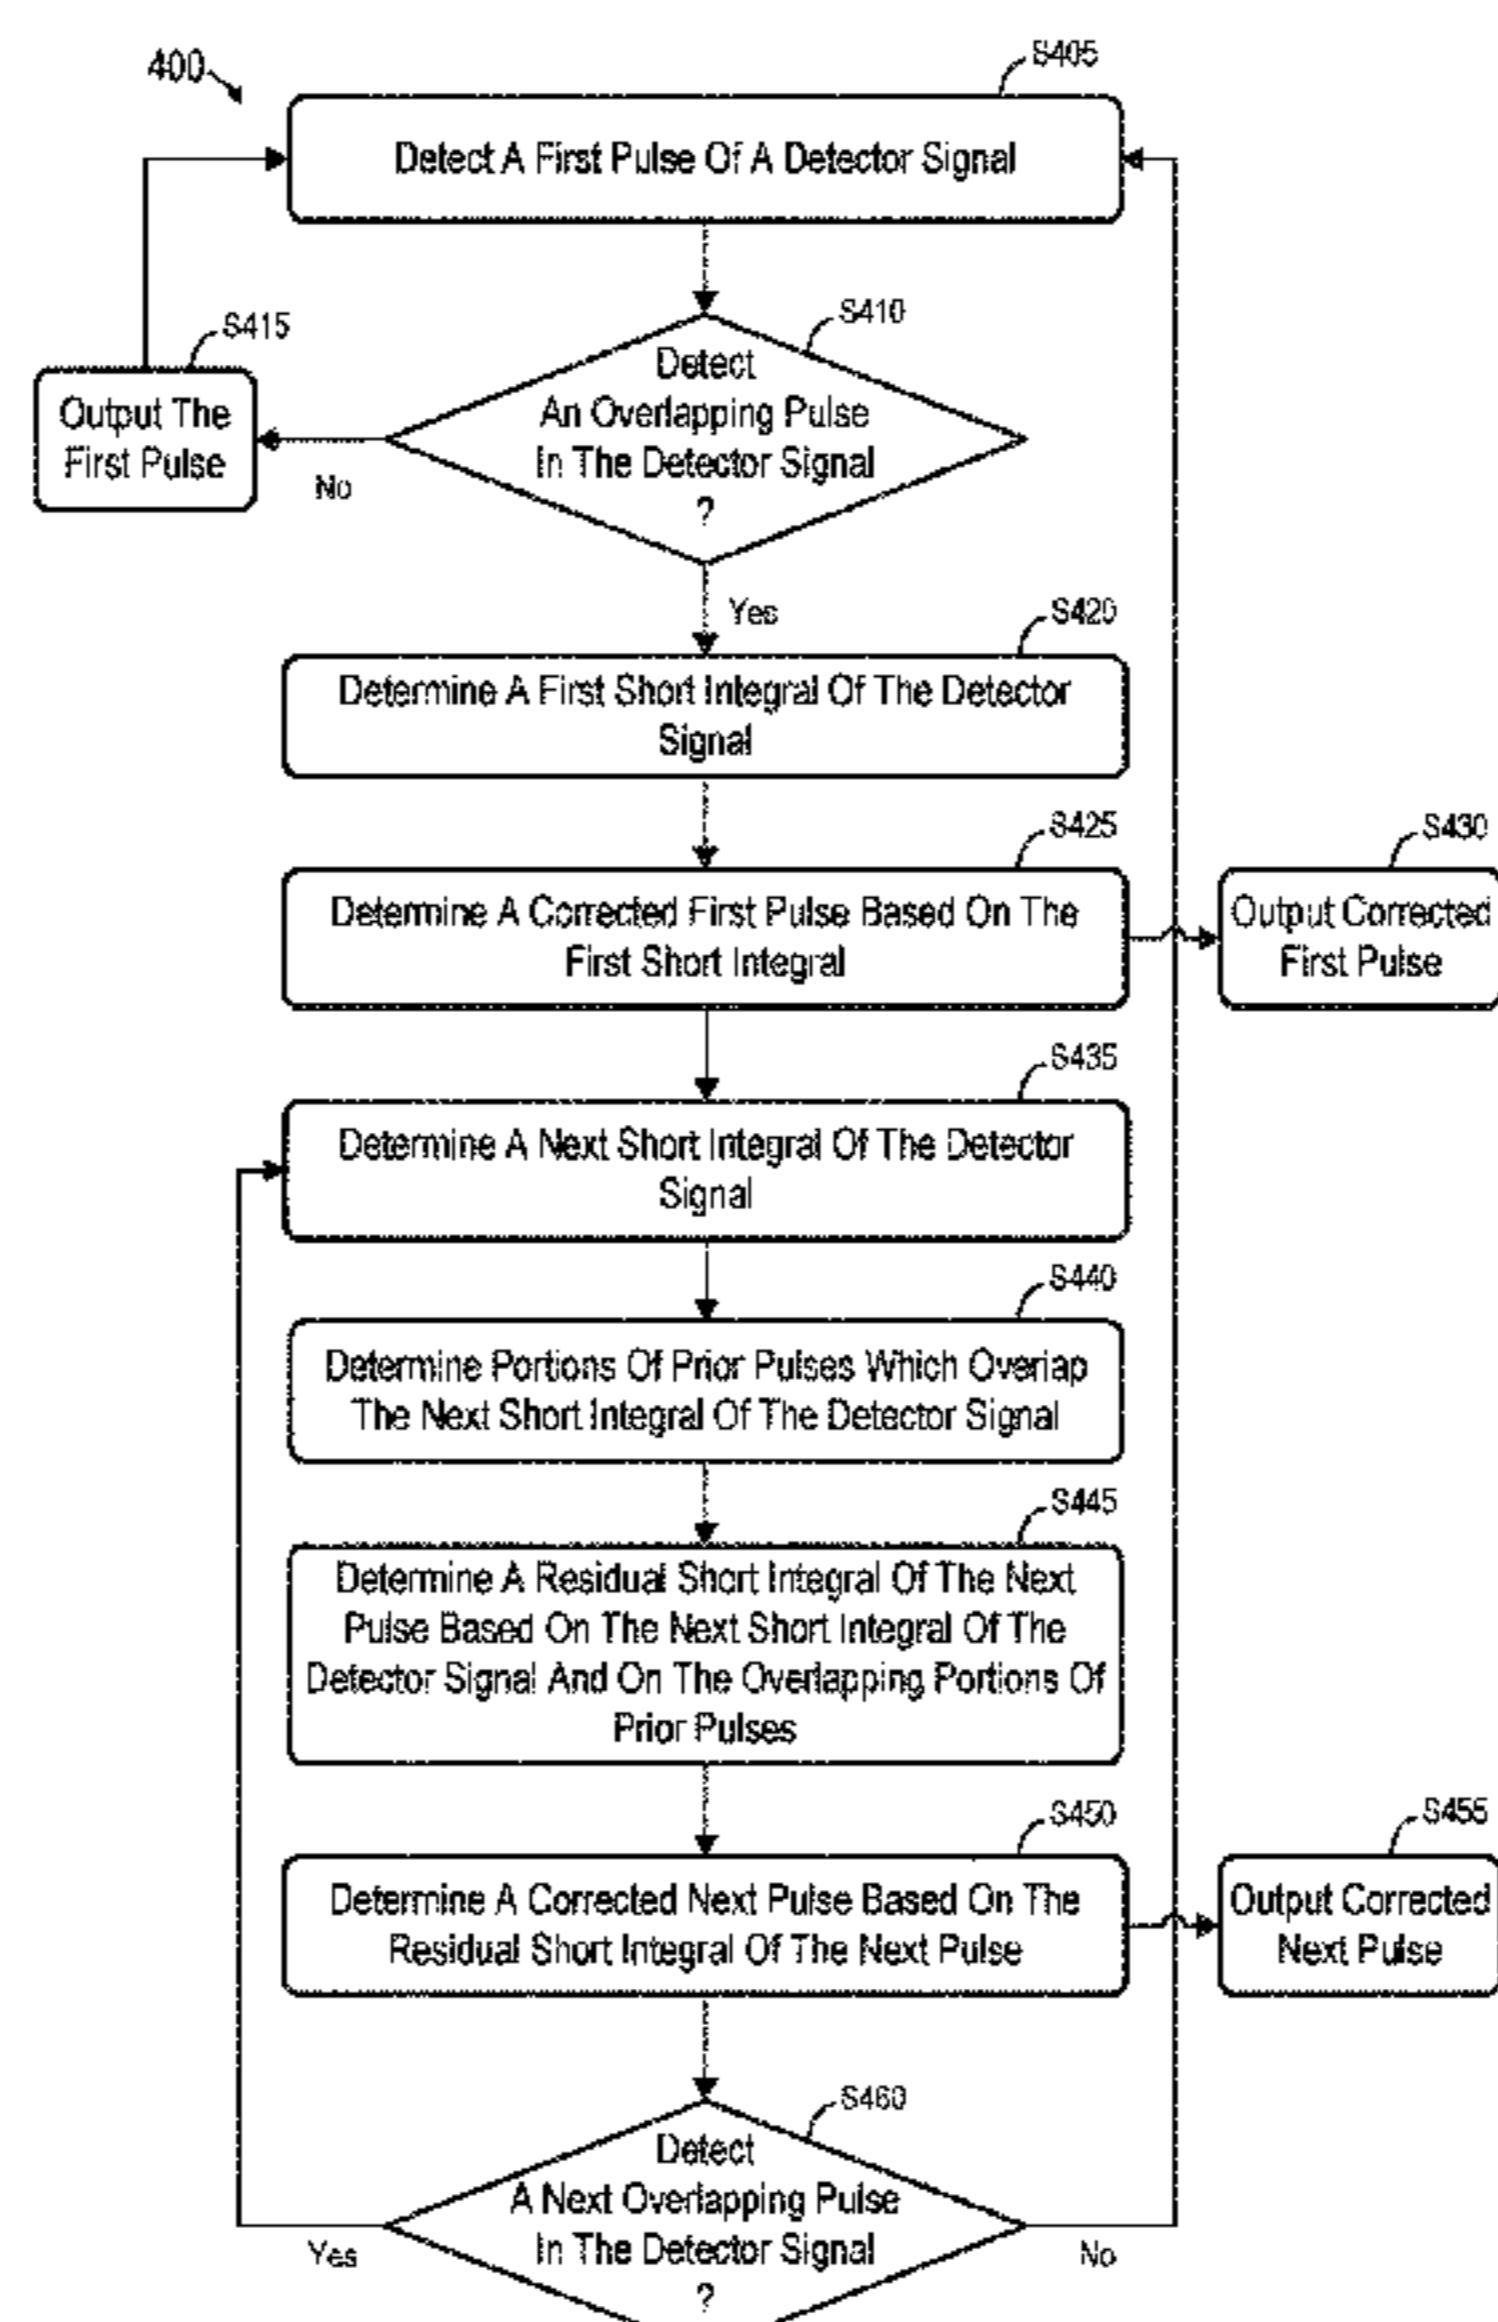 400
S405
Detect A First Pulse Of A Detector Signal
S410
Detect
An Overlapping Pulse
In The Detector Signal
?
S415
Output The
First Pulse
No
Yes
S420
Determine A First Short Integral Of The Detector
Signal
S425
Determine A Corrected First Pulse Based On The
First Short Integral
S430
Output Corrected
First Pulse
S435
Determine A Next Short Integral Of The Detector
Signal
S440
Determine Portions Of Prior Pulses Which Overlap
The Next Short Integral Of The Detector Signal
S445
Determine A Residual Short Integral Of The Next
Pulse Based On The Next Short Integral Of The
Detector Signal And On The Overlapping Portions Of
Prior Pulses
S450
Determine A Corrected Next Pulse Based On The
Residual Short Integral Of The Next Pulse
S455
Output Corrected
Next Pulse
S460
Detect
A Next Overlapping Pulse
In The Detector Signal
?
Yes
No